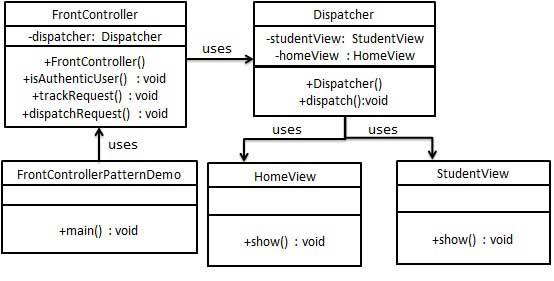 FrontController
-dispatcher: Dispatcher
+FrontController()
+isAuthenticUser() : void
+trackRequest() : void
+dispatchRequest() : void
uses
Dispatcher
-studentView: StudentView
-homeView : HomeView
+Dispatcher()
+dispatch():void
uses
uses
uses
FrontControllerPatternDemo
+main() : void
HomeView
+show() : void
StudentView
+show() : void